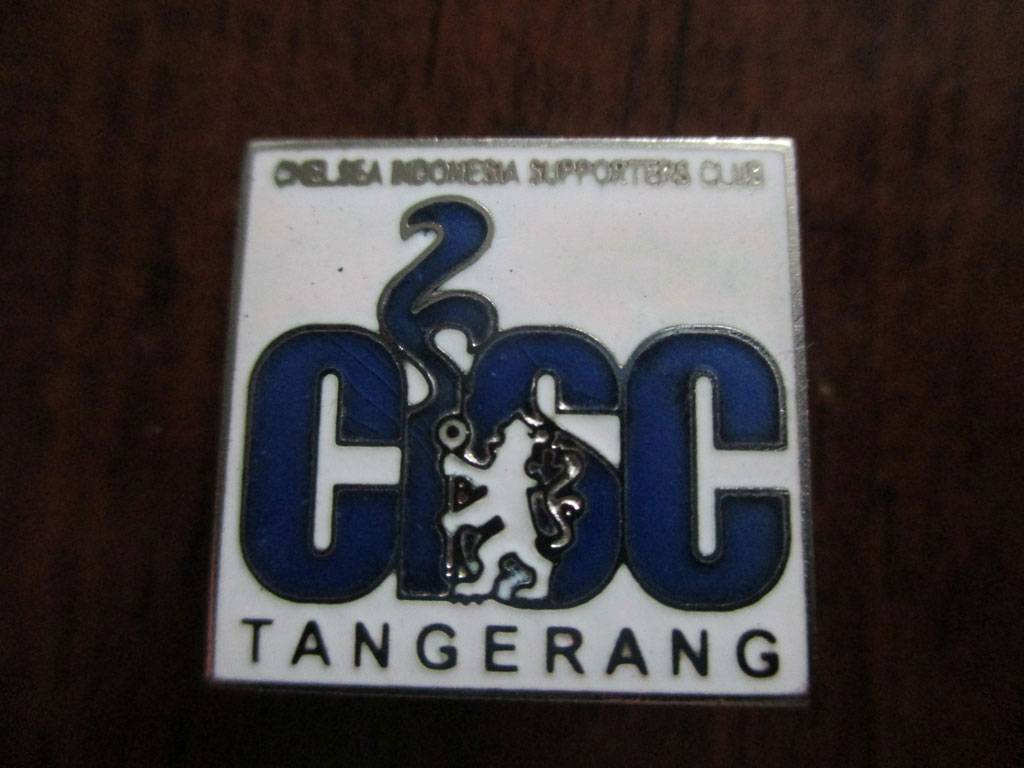 CHELSEA INDONESIA SUPPORTERS CLUB
CISC
TANGERANG